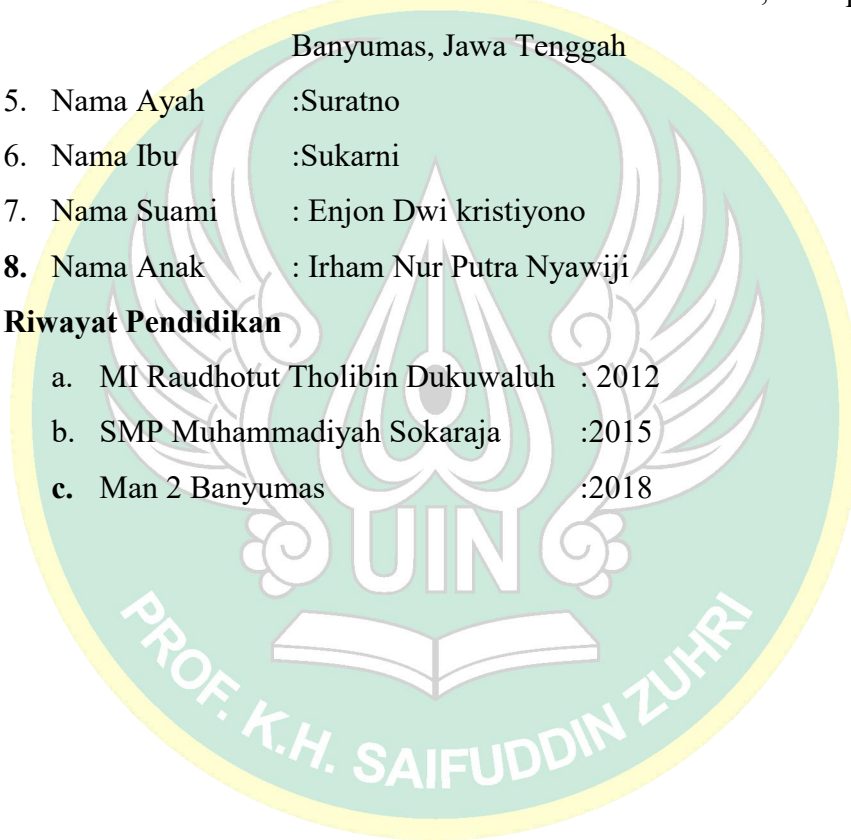 Banyumas, Jawa Tenggah
5. Nama Ayah :Suratno
6. Nama Ibu :Sukarni
7. Nama Suami : Enjon Dwi kristiyono
8. Nama Anak : Irham Nur Putra Nyawiji
Riwayat Pendidikan
a. MI Raudhotut Tholibin Dukuwaluh : 2012
b. SMP Muhammadiyah Sokaraja :2015
c. Man 2 Banyumas :2018
UIN
PROF. K.H. SAIFUDDIN ZUHRI